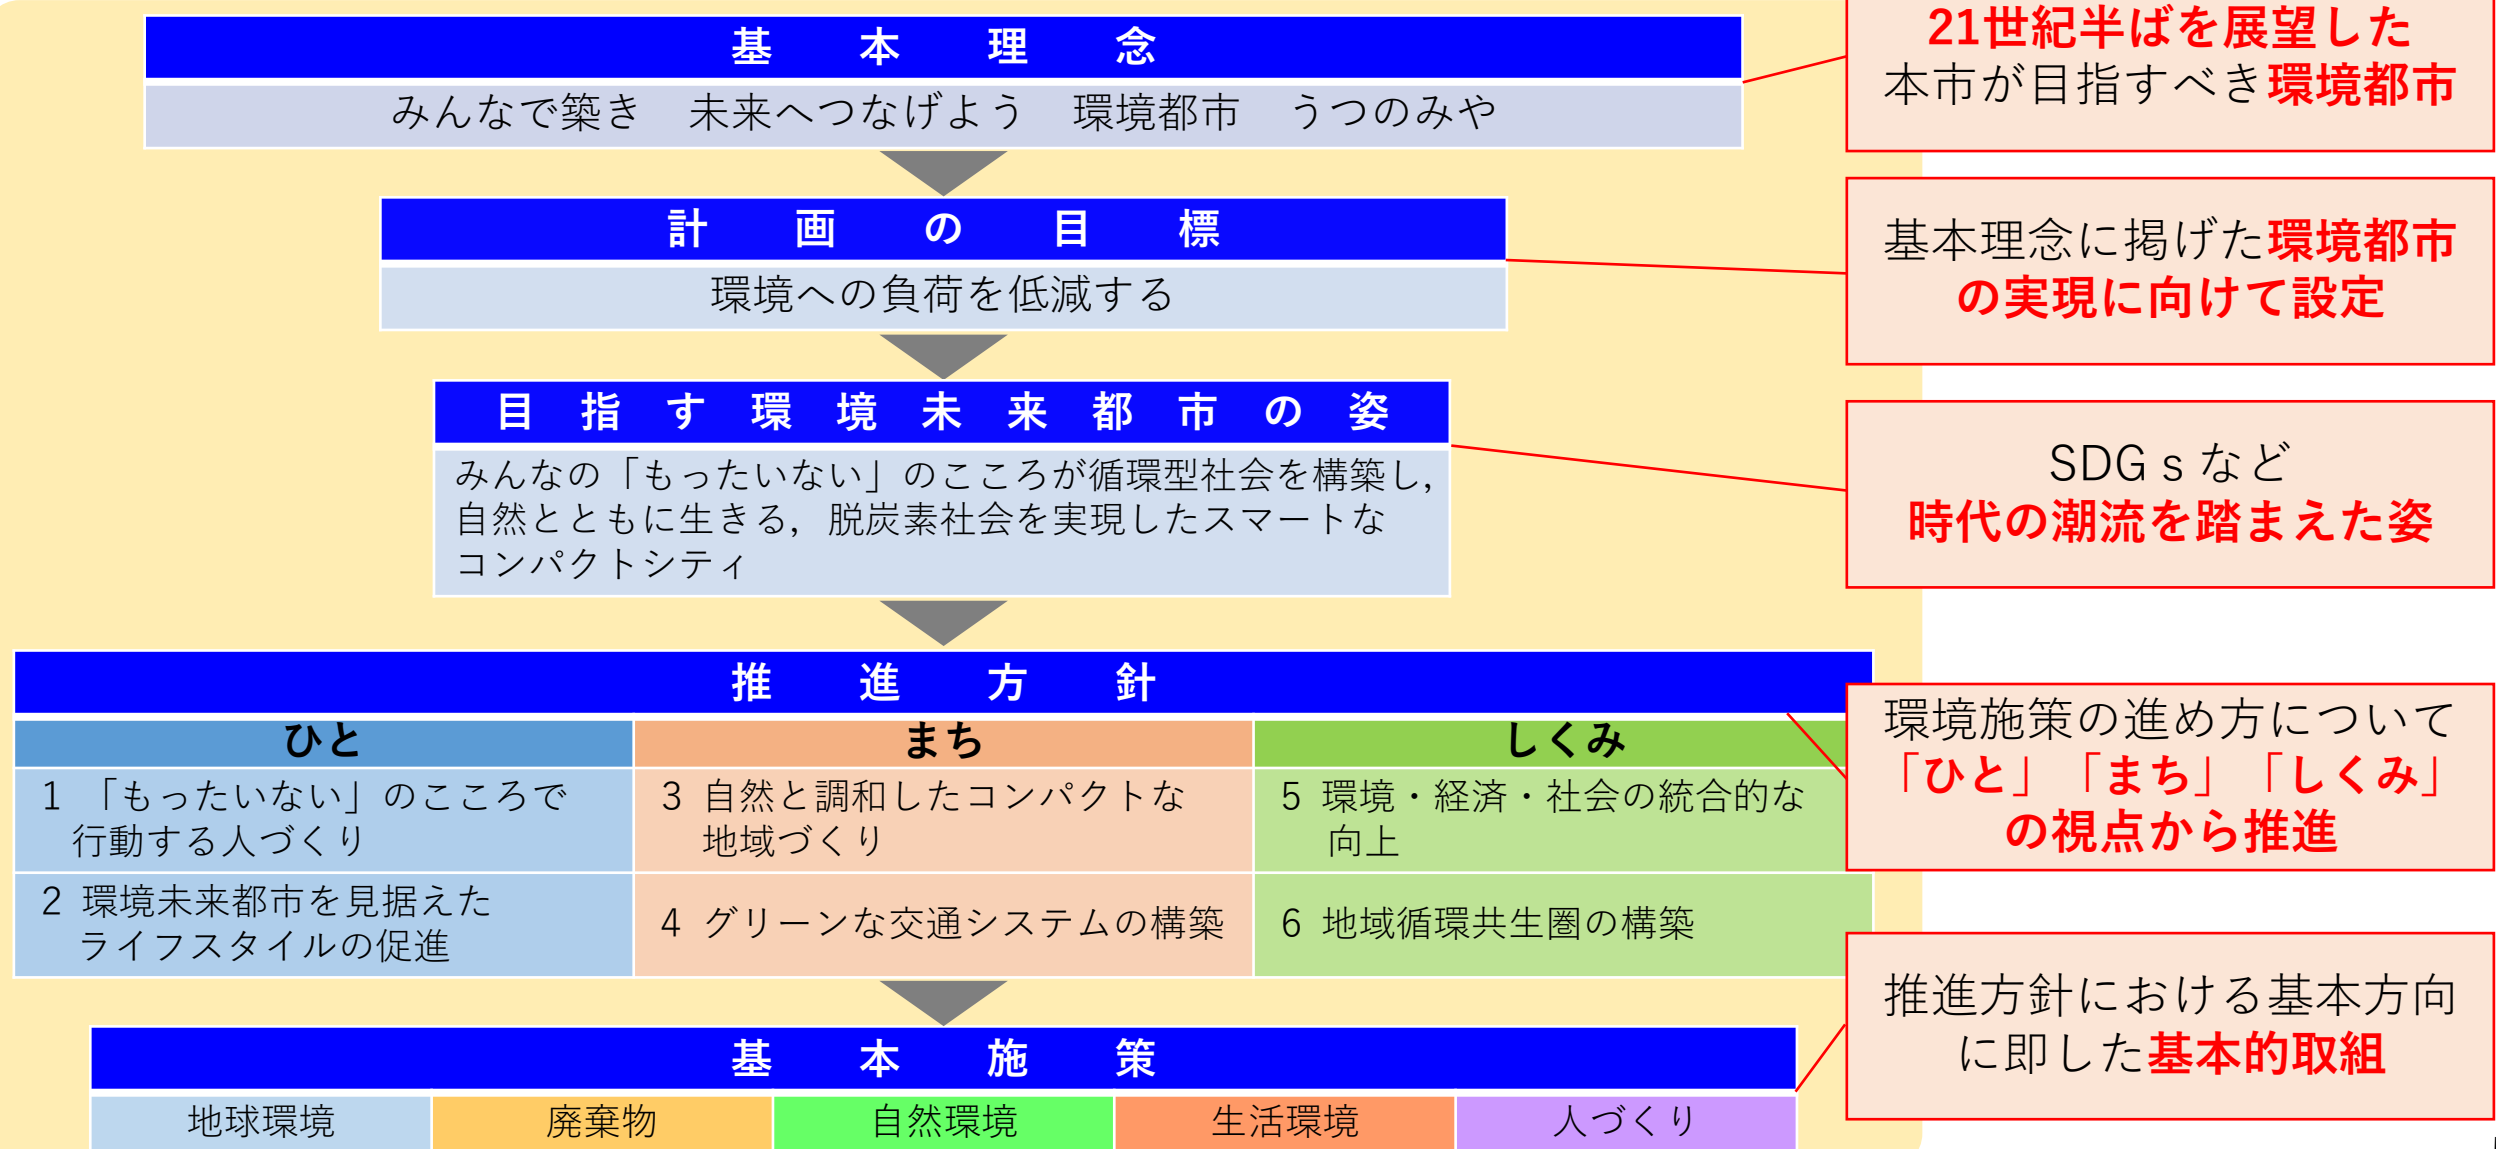 基本理念
みんなで築き　未来へつなげよう　環境都市　うつのみや
21世紀半ばを展望した
本市が目指すべき環境都市
計画の目標
環境への負荷を低減する
基本理念に掲げた環境都市
の実現に向けて設定
目指す環境未来都市の姿
みんなの「もったいない」のこころが循環型社会を構築し，
自然とともに生きる，脱炭素社会を実現したスマートな
コンパクトシティ
SDGｓなど
時代の潮流を踏まえた姿
推進方針
ひと
まち
しくみ
1 「もったいない」のこころで
行動する人づくり
3 自然と調和したコンパクトな
地域づくり
5 環境・経済・社会の統合的な
向上
2 環境未来都市を見据えた
ライフスタイルの促進
4 グリーンな交通システムの構築
6 地域循環共生圏の構築
環境施策の進め方について
「ひと」「まち」「しくみ」
の視点から推進
基本施策
地球環境
廃棄物
自然環境
生活環境
人づくり
推進方針における基本方向
に即した基本的取組